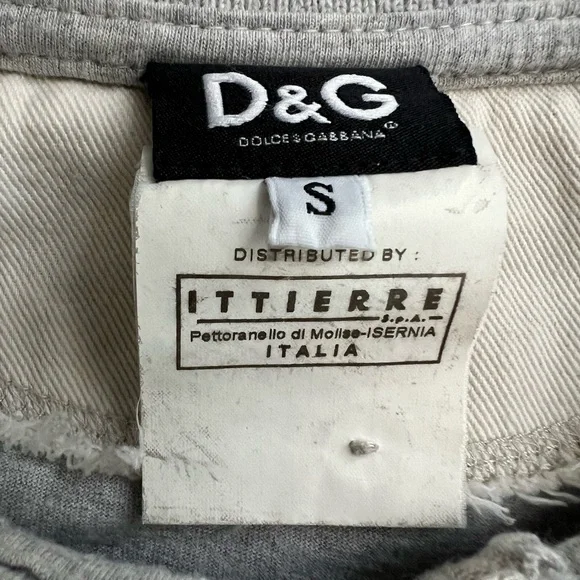 D&G
DOLCE&GABBANA
S
DISTRIBUTED BY :
ITTIERRE
S.p.A.
Pettoranello di Molise-ISERNIA
ITALIA